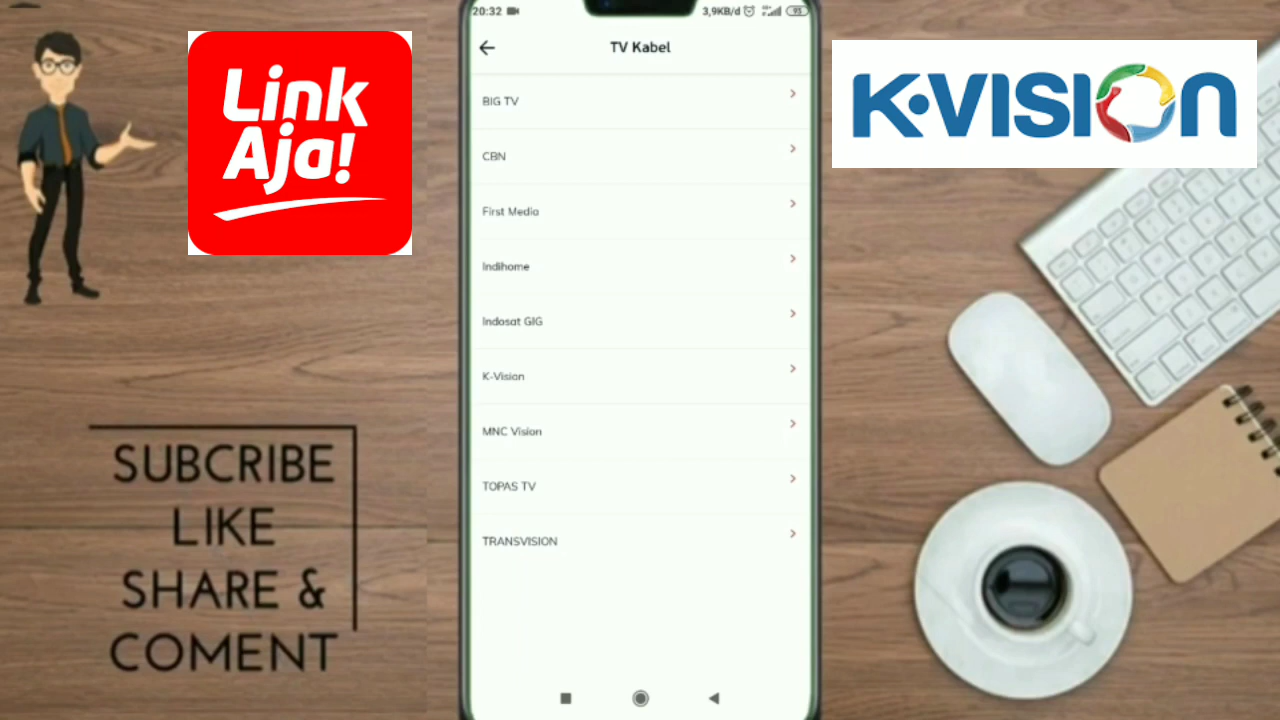 Link
Aja!
20:32
3,9KB/d
93
TV Kabel
BIG TV
CBN
First Media
Indihome
Indosat GIG
K-Vision
MNC Vision
TOPAS TV
TRANSVISION
K-VISION
SUBCRIBE
LIKE
SHARE &
COMENT